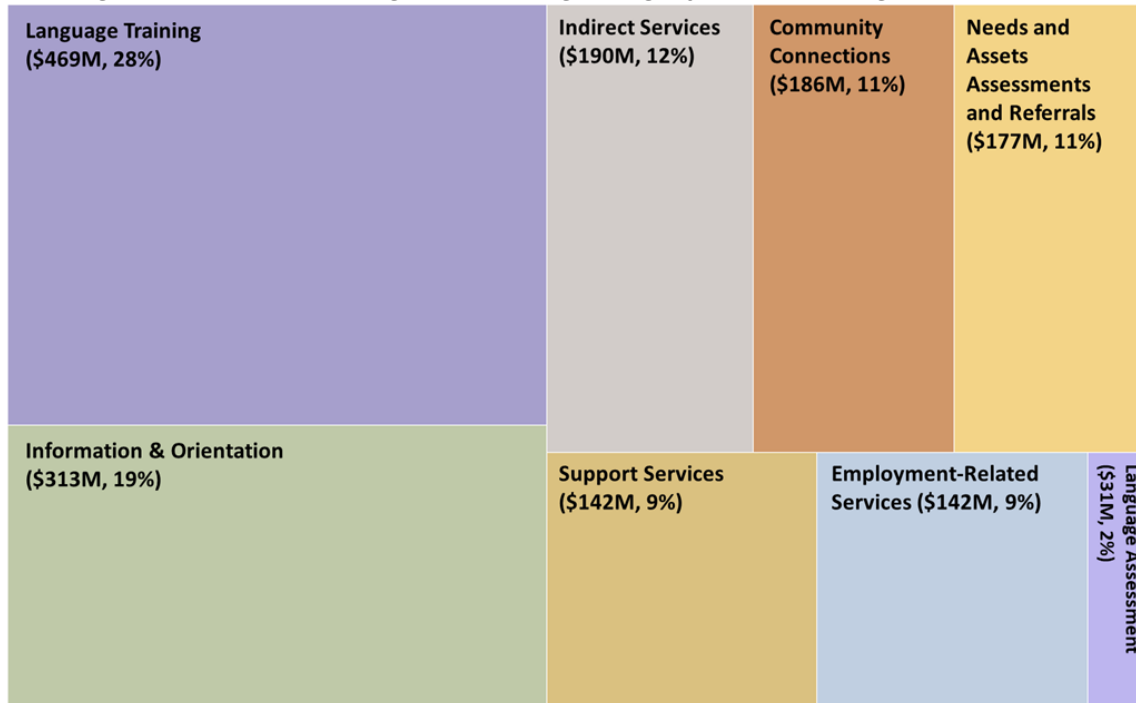 Language Training
($469M, 28%)
Indirect Services
($190M, 12%)
Community
Connections
($186M, 11%)
Needs and
Assets
Assessments
and Referrals
($177M, 11%)
Information & Orientation
($313M, 19%)
Support Services
($142M, 9%)
Employment-Related
Services ($142M, 9%)
Language Assessment
($31M, 2%)